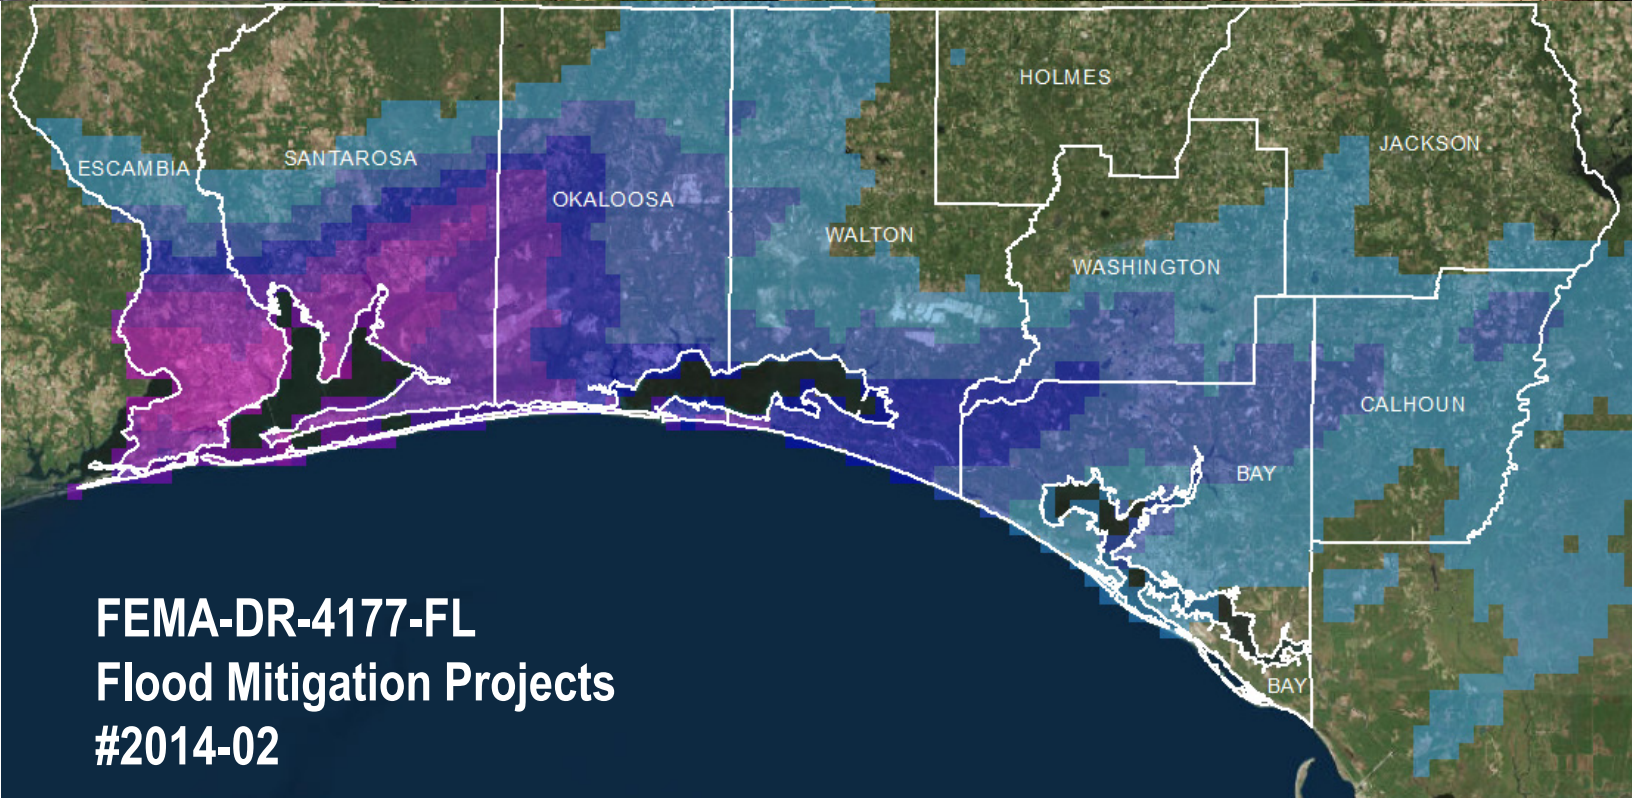 HOLMES
JACKSON
SANTAROSA
ESCAMBIA
OKALOOSA
WALTON
WASHINGTON
CALHOUN
BAY
BAY
FEMA-DR-4177-FL
Flood Mitigation Projects
#2014-02